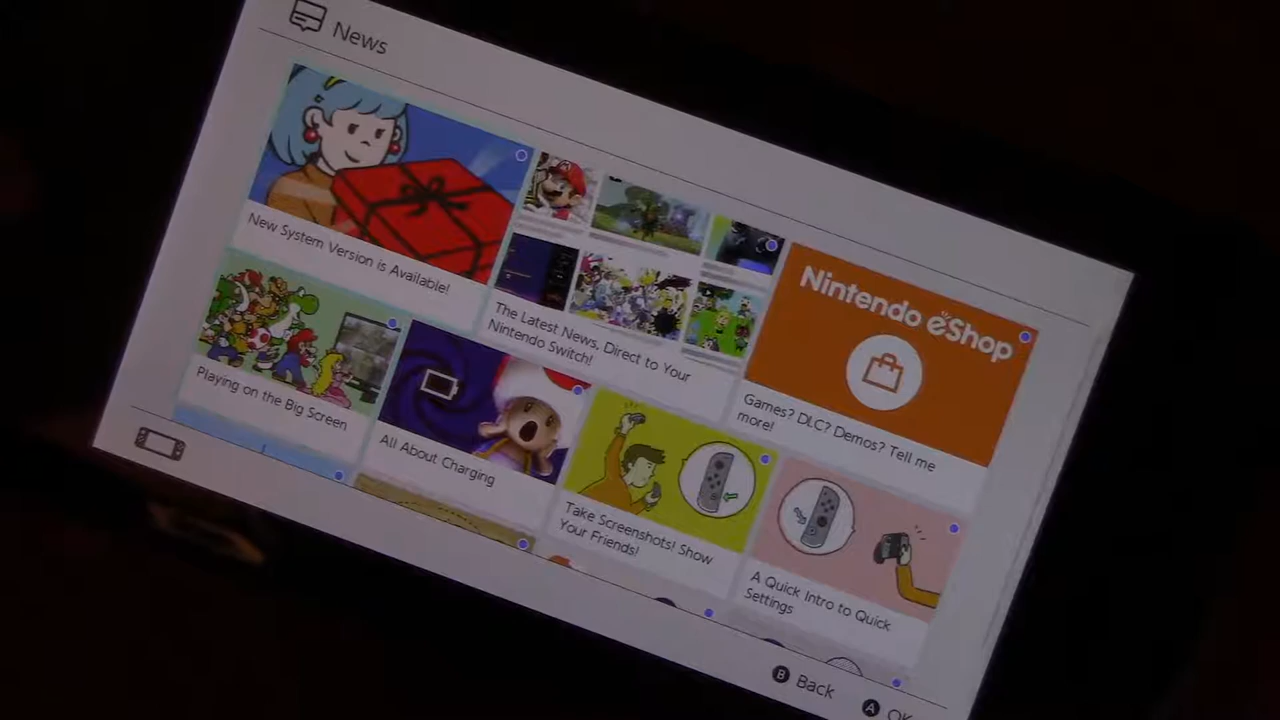 News
New System Version is Available!
The Latest News, Direct to Your
Nintendo Switch!
Nintendo eShop
Games? DLC? Demos? Tell me
more!
Playing on the Big Screen
All About Charging
Take Screenshots! Show
Your Friends!
A Quick Intro to Quick
Settings
B Back
A OK